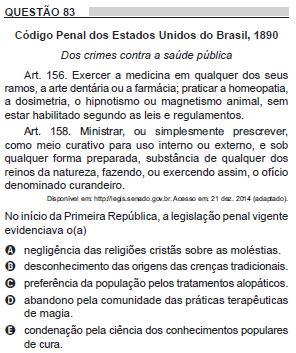 QUESTÃO 83
Código Penal dos Estados Unidos do Brasil, 1890
Dos crimes contra a saúde pública
Art. 156. Exercer a medicina em qualquer dos seus
ramos, a arte dentária ou a farmácia; praticar a homeopatia,
a dosimetria, o hipnotismo ou magnetismo animal, sem
estar habilitado segundo as leis e regulamentos.
Art. 158. Ministrar, ou simplesmente prescrever,
como meio curativo para uso interno ou externo, e sob
qualquer forma preparada, substância de qualquer dos
reinos da natureza, fazendo, ou exercendo assim, o ofício
denominado curandeiro.
Disponível em: http://legis.senado.gov.br. Acesso em: 21 dez. 2014 (adaptado).
No início da Primeira República, a legislação penal vigente
evidenciava o(a)
A negligência das religiões cristãs sobre as moléstias.
B desconhecimento das origens das crenças tradicionais.
C preferência da população pelos tratamentos alopáticos.
D abandono pela comunidade das práticas terapêuticas
de magia.
E condenação pela ciência dos conhecimentos populares
de cura.